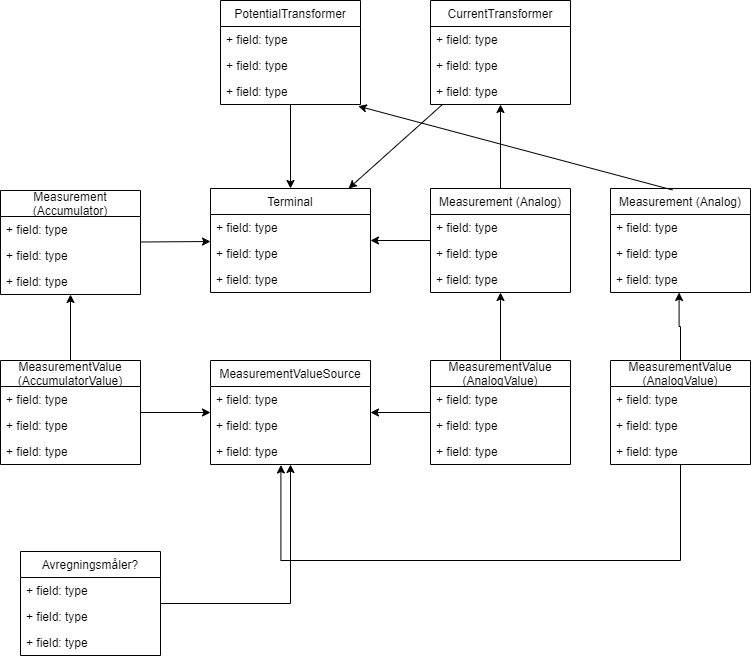 PotentialTransformer
+ field: type
+ field: type
+ field: type
CurrentTransformer
+ field: type
+ field: type
+ field: type
Measurement
(Accumulator)
+ field: type
+ field: type
+ field: type
Terminal
+ field: type
+ field: type
+ field: type
Measurement (Analog)
+ field: type
+ field: type
+ field: type
Measurement (Analog)
+ field: type
+ field: type
+ field: type
MeasurementValue
(AccumulatorValue)
+ field: type
+ field: type
+ field: type
MeasurementValueSource
+ field: type
+ field: type
+ field: type
MeasurementValue
(AnalogValue)
+ field: type
+ field: type
+ field: type
MeasurementValue
(AnalogValue)
+ field: type
+ field: type
+ field: type
Avregningsmåler?
+ field: type
+ field: type
+ field: type